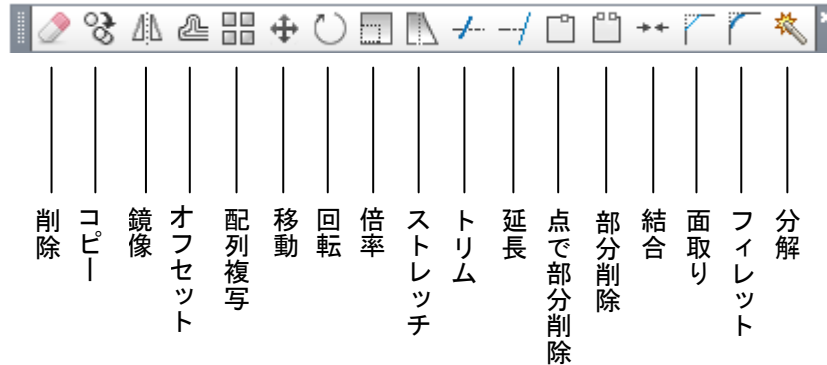 削除
コピー
鏡像
オフセット
配列複写
移動
回転
倍率
ストレッチ
トリム
延長
点で部分削除
部分削除
結合
面取り
フィレット
分解